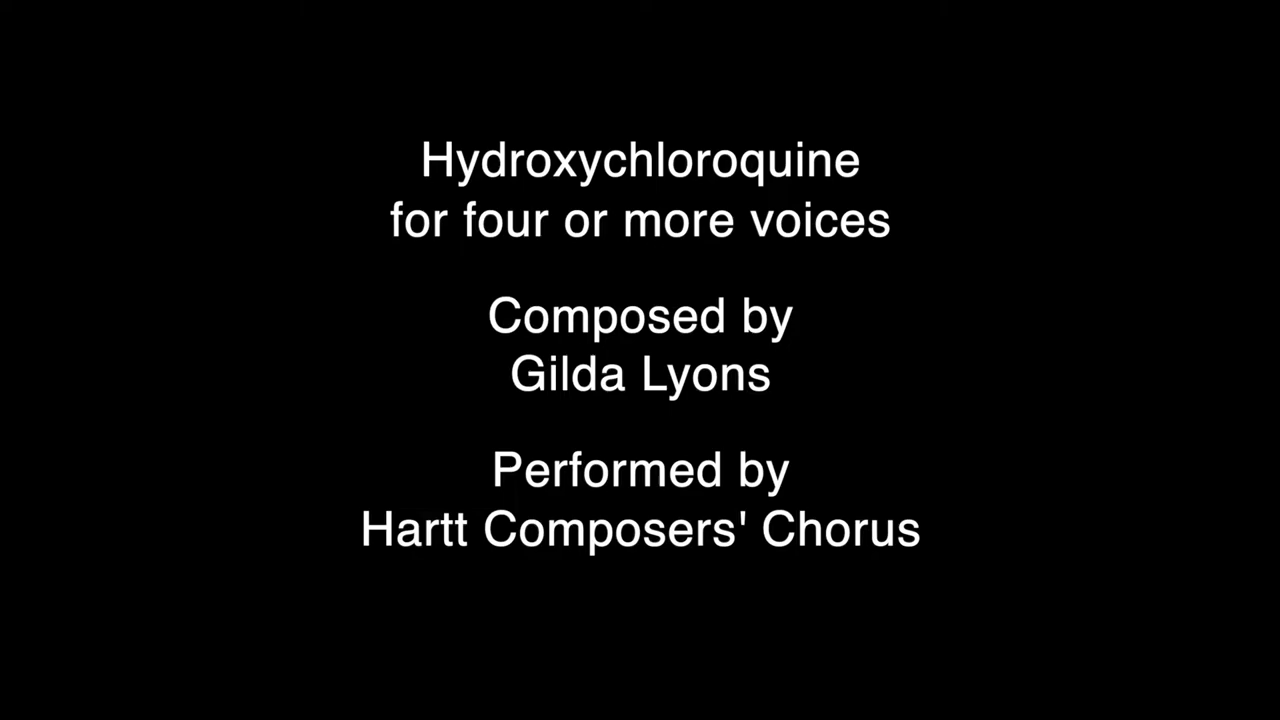 Hydroxychloroquine
for four or more voices
Composed by
Gilda Lyons
Performed by
Hartt Composers' Chorus